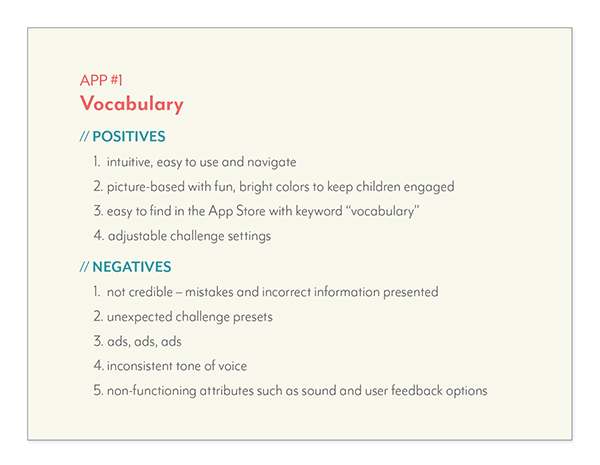 APP #1
Vocabulary
// POSITIVES
1. intuitive, easy to use and navigate
2. picture-based with fun, bright colors to keep children engaged
3. easy to find in the App Store with keyword “vocabulary”
4. adjustable challenge settings
// NEGATIVES
1. not credible – mistakes and incorrect information presented
2. unexpected challenge presets
3. ads, ads, ads
4. inconsistent tone of voice
5. non-functioning attributes such as sound and user feedback options